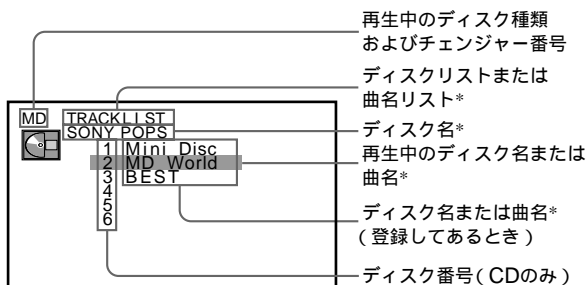 再生中のディスク種類
およびチェンジャー番号
ディスクリストまたは
曲名リスト*
ディスク名*
再生中のディスク名または
曲名*
ディスク名または曲名*
(登録してあるとき)
ディスク番号(CDのみ)
MD
TRACKLIST
SONY POPS
1 Mini Disc
2 MD World
3 BEST
4
5
6